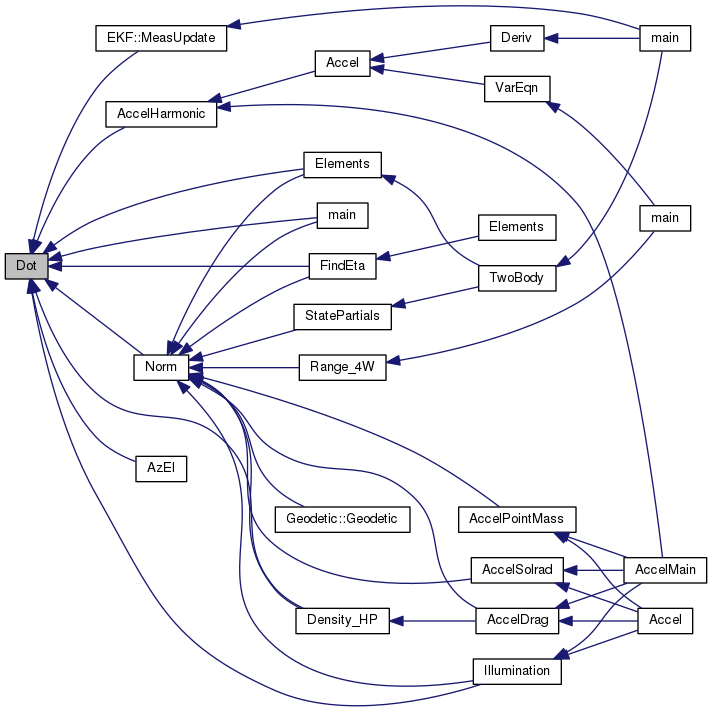 EKF::MeasUpdate
Deriv
main
Accel
VarEqn
AccelHarmonic
Elements
main
main
Elements
Dot
FindEta
TwoBody
StatePartials
Norm
Range_4W
AzEl
Geodetic::Geodetic
AccelPointMass
AccelSolrad
AccelMain
Density_HP
AccelDrag
Accel
Illumination